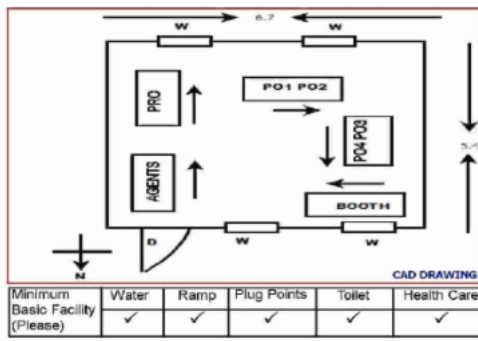 6.7
W W
PO1 PO2
PRO
PO4 PO3
5.4
AGENTS
BOOTH
D
W W
N
CAD DRAWING
Minimum Basic Facility (Please) Water Ramp Plug Points Toilet Health Care
✓ ✓ ✓ ✓ ✓